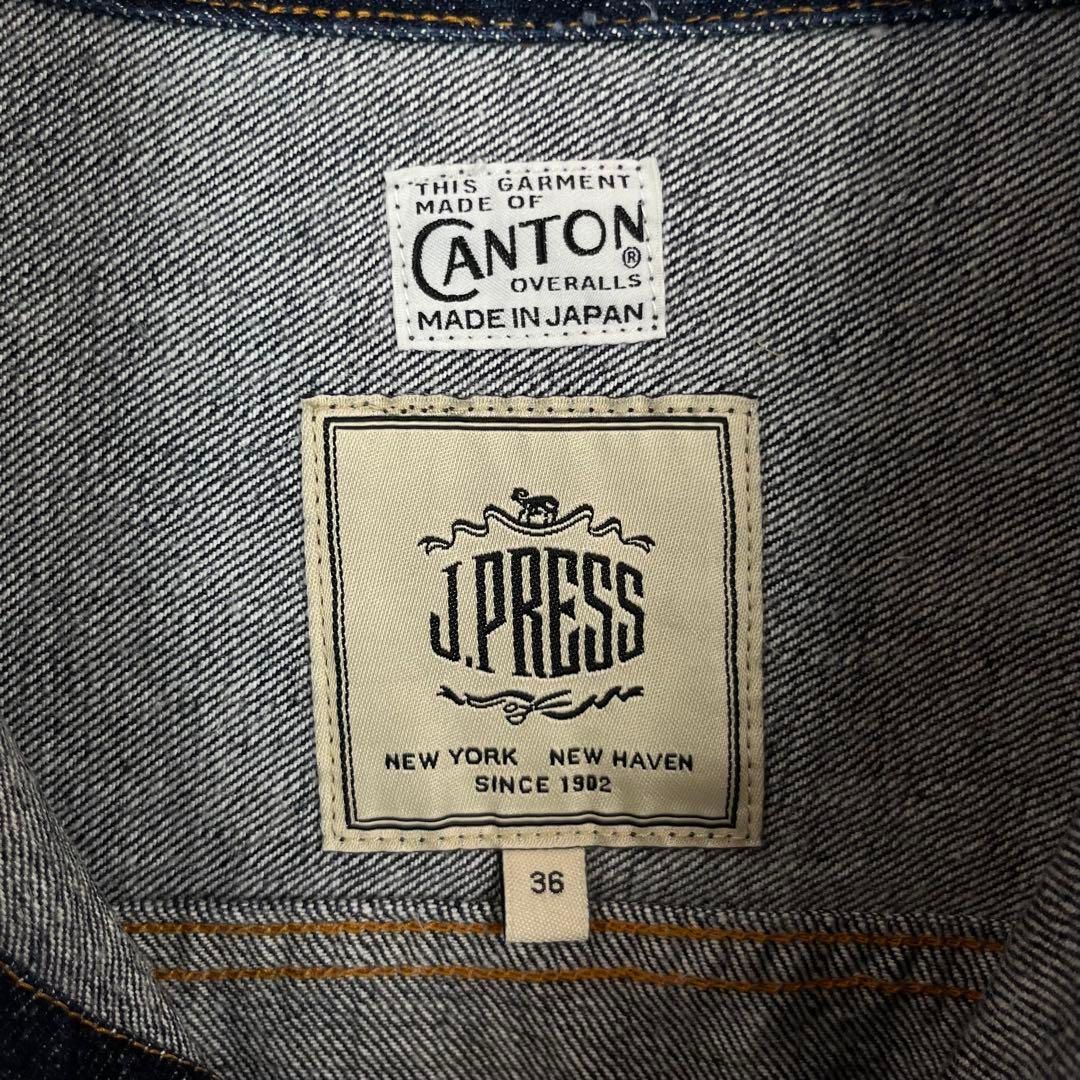 THIS GARMENT
MADE OF
CANTON®
OVERALLS
MADE IN JAPAN
J.PRESS
NEW YORK NEW HAVEN
SINCE 1902
36